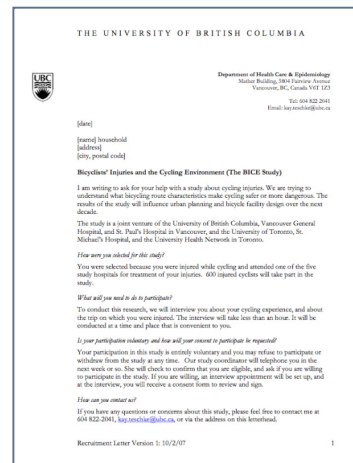 THE UNIVERSITY OF BRITISH COLUMBIA
UBC
Department of Health Care & Epidemiology
Mather Building, 5804 Fairview Avenue
Vancouver, BC, Canada V6T 1Z3
Tel: 604 822 2041
Email: kay.teschke@ubc.ca
[date]
[name] household
[address]
[city, postal code]
Bicyclists' Injuries and the Cycling Environment (The BICE Study)
I am writing to ask for your help with a study about cycling injuries. We are trying to
understand what bicycling route characteristics make cycling safer or more dangerous. The
results of the study will influence urban planning and bicycle facility design over the next
decade.
The study is a joint venture of the University of British Columbia, Vancouver General
Hospital, and St. Paul's Hospital in Vancouver, and the University of Toronto, St.
Michael's Hospital, and the University Health Network in Toronto.
How were you selected for this study?
You were selected because you were injured while cycling and attended one of the five
study hospitals for treatment of your injuries. 600 injured cyclists will take part in the
study.
What will you need to do to participate?
To conduct this research, we will interview you about your cycling experience, and about
the trip on which you were injured. The interview will take less than an hour. It will be
conducted at a time and place that is convenient to you.
Is your participation voluntary and how will your consent to participate be requested?
Your participation in this study is entirely voluntary and you may refuse to participate or
withdraw from the study at any time. Our study coordinator will telephone you in the
next week or so. She will check to confirm that you are eligible, and ask if you are willing
to participate in the study. If you are willing, an interview appointment will be set up, and
at the interview, you will receive a consent form to review and sign.
How can you contact us?
If you have any questions or concerns about this study, please feel free to contact me at
604 822-2041, kay.teschke@ubc.ca, or via the address on this letterhead.
Recruitment Letter Version 1: 10/2/07 1